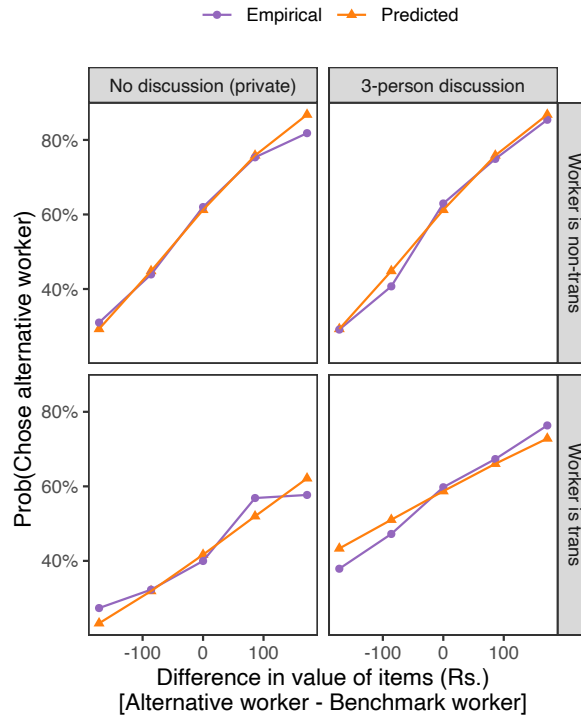 Empirical Predicted
No discussion (private) 3-person discussion
Prob(Chose alternative worker)
80%
60%
40%
Worker is non-trans
80%
60%
40%
Worker is trans
-100 0 100 -100 0 100
Difference in value of items (Rs.)
[Alternative worker - Benchmark worker]